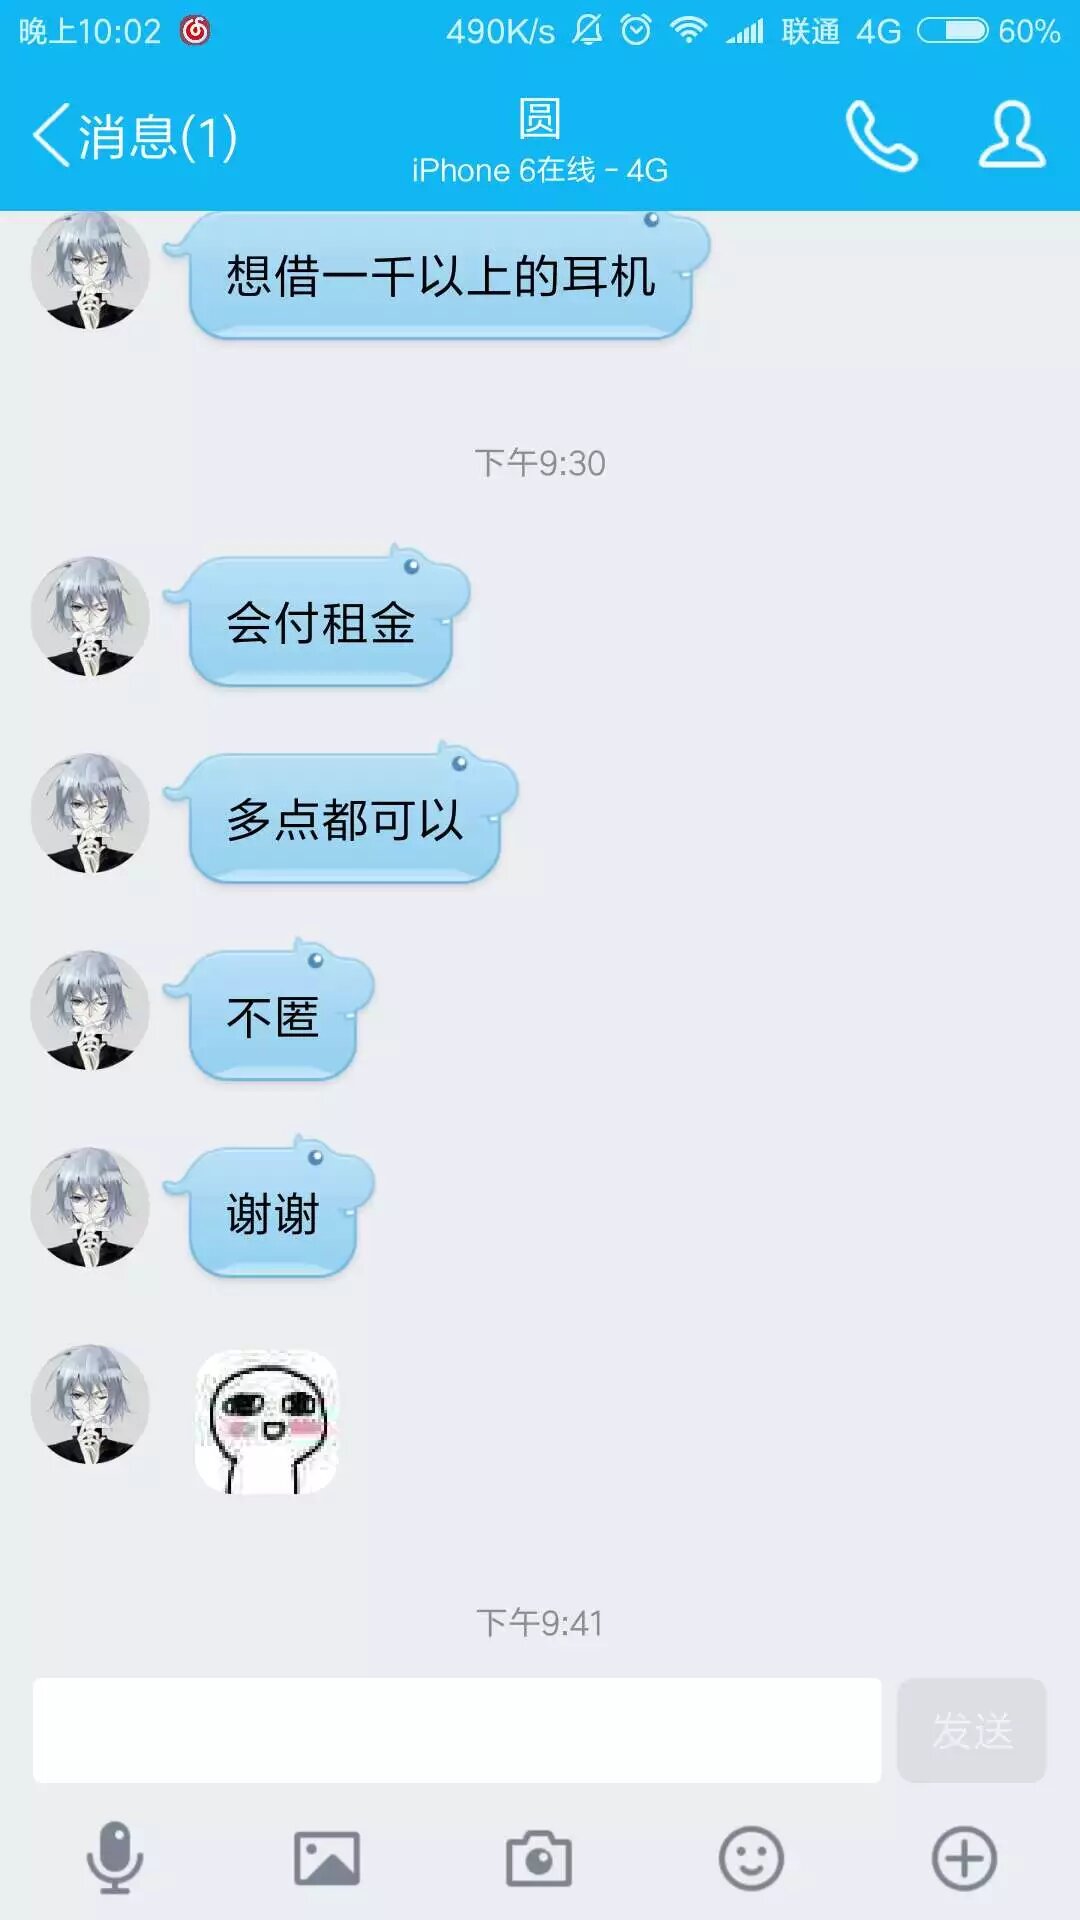 晚上10:02 490K/s 联通 4G 60%
消息(1)
圆
iPhone 6在线 - 4G
想借一千以上的耳机
下午9:30
会付租金
多点都可以
不匿
谢谢
下午9:41
发送